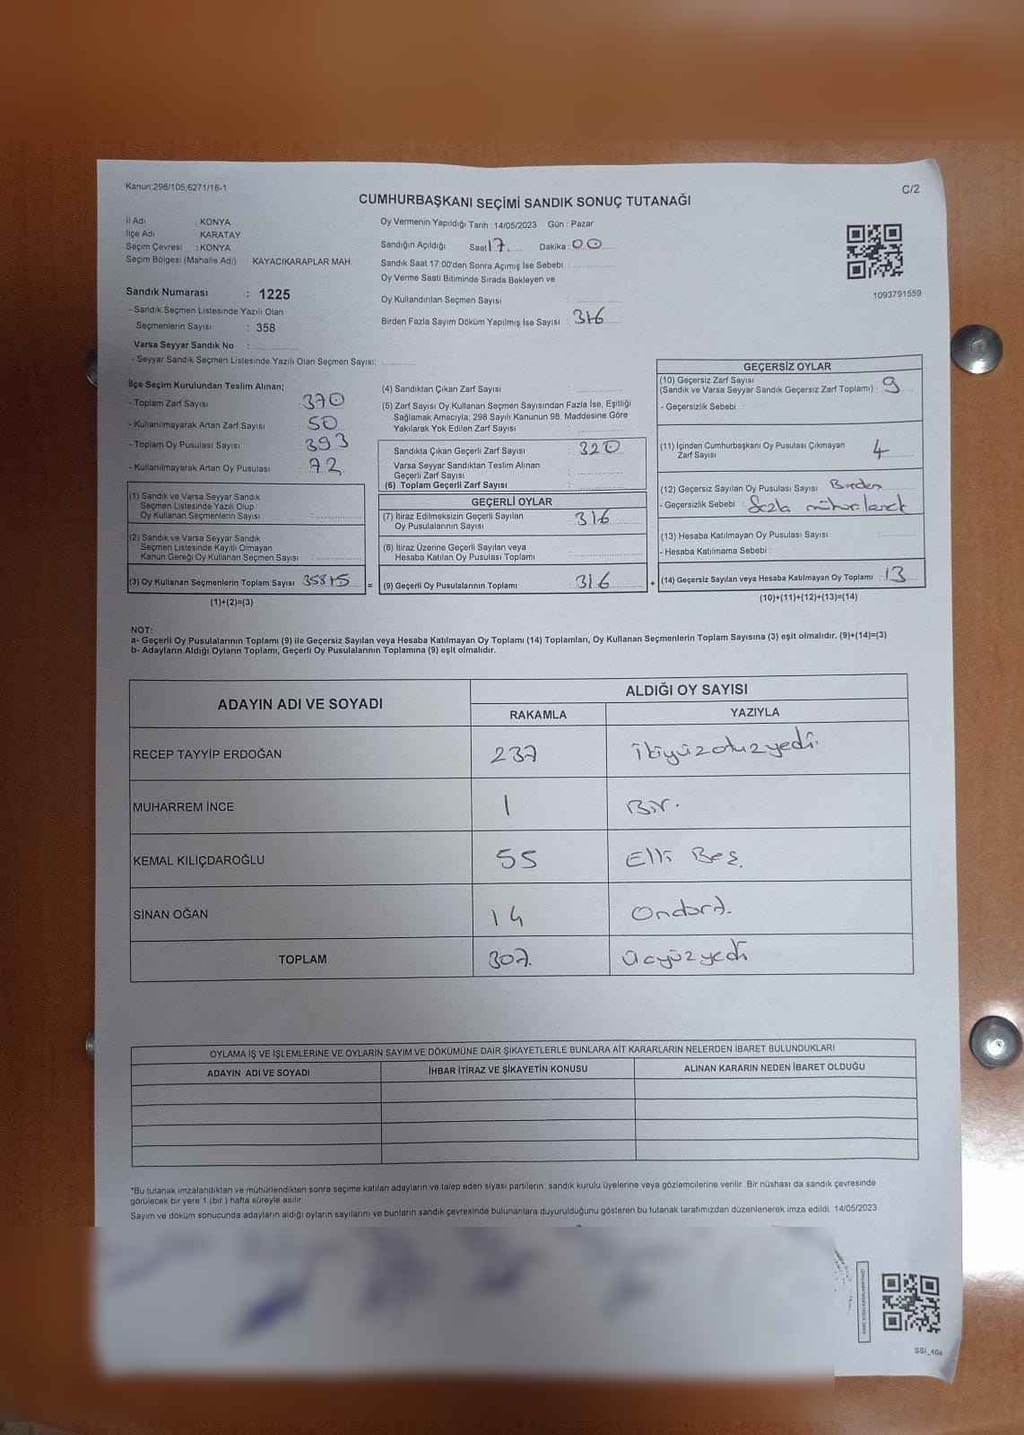 Kanun:298/105,6271/16-1
C/2
CUMHURBAŞKANI SEÇİMİ SANDIK SONUÇ TUTANAĞI
İl Adı : KONYA
İlçe Adı : KARATAY
Seçim Çevresi : KONYA
Seçim Bölgesi (Mahalle Adı) KAYACIKARAPLAR MAH.
Sandık Numarası : 1225
- Sandık Seçmen Listesinde Yazılı Olan
Seçmenlerin Sayısı : 358
Varsa Seyyar Sandık No :
- Seyyar Sandık Seçmen Listesinde Yazılı Olan Seçmen Sayısı:
Oy Vermenin Yapıldığı Tarih :14/05/2023 Gün : Pazar
Sandığın Açıldığı Saat 17 Dakika : 00
Sandık Saat 17.00'den Sonra Açımış İse Sebebi :
Oy Verme Saati Bitiminde Sırada Bekleyen ve
Oy Kullandırılan Seçmen Sayısı :
Birden Fazla Sayım Döküm Yapılmış İse Sayısı : 316
1093791559
İlçe Seçim Kurulundan Teslim Alınan;
- Toplam Zarf Sayısı : 370
- Kullanılmayarak Artan Zarf Sayısı : 50
- Toplam Oy Pusulası Sayısı : 393
- Kullanılmayarak Artan Oy Pusulası : 72
(1) Sandık ve Varsa Seyyar Sandık
Seçmen Listesinde Yazılı Olup
Oy Kullanan Seçmenlerin Sayısı :
(2) Sandık ve Varsa Seyyar Sandık
Seçmen Listesinde Kayıtlı Olmayan
Kanun Gereği Oy Kullanan Seçmen Sayısı :
(3) Oy Kullanan Seçmenlerin Toplam Sayısı =
(1)+(2)=(3)
(4) Sandıktan Çıkan Zarf Sayısı :
(5) Zarf Sayısı Oy Kullanan Seçmen Sayısından Fazla İse, Eşitliği
Sağlamak Amacıyla; 298 Sayılı Kanunun 98. Maddesine Göre
Yakılarak Yok Edilen Zarf Sayısı :
Sandıkta Çıkan Geçerli Zarf Sayısı : 320
Varsa Seyyar Sandıktan Teslim Alınan
Geçerli Zarf Sayısı :
(6) Toplam Geçerli Zarf Sayısı :
GEÇERLİ OYLAR
(7) İtiraz Edilmeksizin Geçerli Sayılan
Oy Pusulalarının Sayısı : 316
(8) İtiraz Üzerine Geçerli Sayılan veya
Hesaba Katılan Oy Pusulası Toplamı :
(9) Geçerli Oy Pusulalarının Toplamı : 316 +
GEÇERSİZ OYLAR
(10) Geçersiz Zarf Sayısı
(Sandık ve Varsa Seyyar Sandık Geçersiz Zarf Toplamı) : 9
- Geçersizlik Sebebi :
(11) İçinden Cumhurbaşkanı Oy Pusulası Çıkmayan
Zarf Sayısı : 4
(12) Geçersiz Sayılan Oy Pusulası Sayısı : Birden
- Geçersizlik Sebebi : fazla
(13) Hesaba Katılmayan Oy Pusulası Sayısı :
- Hesaba Katılmama Sebebi :
(14) Geçersiz Sayılan veya Hesaba Katılmayan Oy Toplamı : 13
(10)+(11)+(12)+(13)=(14)
NOT:
a- Geçerli Oy Pusulalarının Toplamı (9) ile Geçersiz Sayılan veya Hesaba Katılmayan Oy Toplamı (14) Toplamları, Oy Kullanan Seçmenlerin Toplam Sayısına (3) eşit olmalıdır. (9)+(14)=(3)
b- Adayların Aldığı Oyların Toplamı, Geçerli Oy Pusulalarının Toplamına (9) eşit olmalıdır.
ADAYIN ADI VE SOYADI
ALDIĞI OY SAYISI
RAKAMLA YAZIYLA
RECEP TAYYİP ERDOĞAN 237 ikiyüzotuzyedi.
MUHARREM İNCE 1 Bir.
KEMAL KILIÇDAROĞLU 55 Elli Beş.
SİNAN OĞAN 14 Ondört.
TOPLAM 307. Üçyüzyedi
OYLAMA İŞ VE İŞLEMLERİNE VE OYLARIN SAYIM VE DÖKÜMÜNE DAİR ŞİKAYETLERLE BUNLARA AİT KARARLARIN NELERDEN İBARET BULUNDUKLARI
ADAYIN ADI VE SOYADI İHBAR İTİRAZ VE ŞİKAYETİN KONUSU ALINAN KARARIN NEDEN İBARET OLDUĞU
*Bu tutanak imzalandıktan ve mühürlendikten sonra seçime katılan adayların ve talep eden siyasi partilerin, sandık kurulu üyelerine veya gözlemcilerine verilir. Bir nüshası da sandık çevresinde
görülecek bir yere 1 (bir) hafta süreyle asılır.
Sayım ve döküm sonucunda adayların aldığı oyların sayılarını ve bunların sandık çevresinde bulunanlara duyurulduğunu gösteren bu tutanak tarafımızdan düzenlenerek imza edildi. 14/05/2023